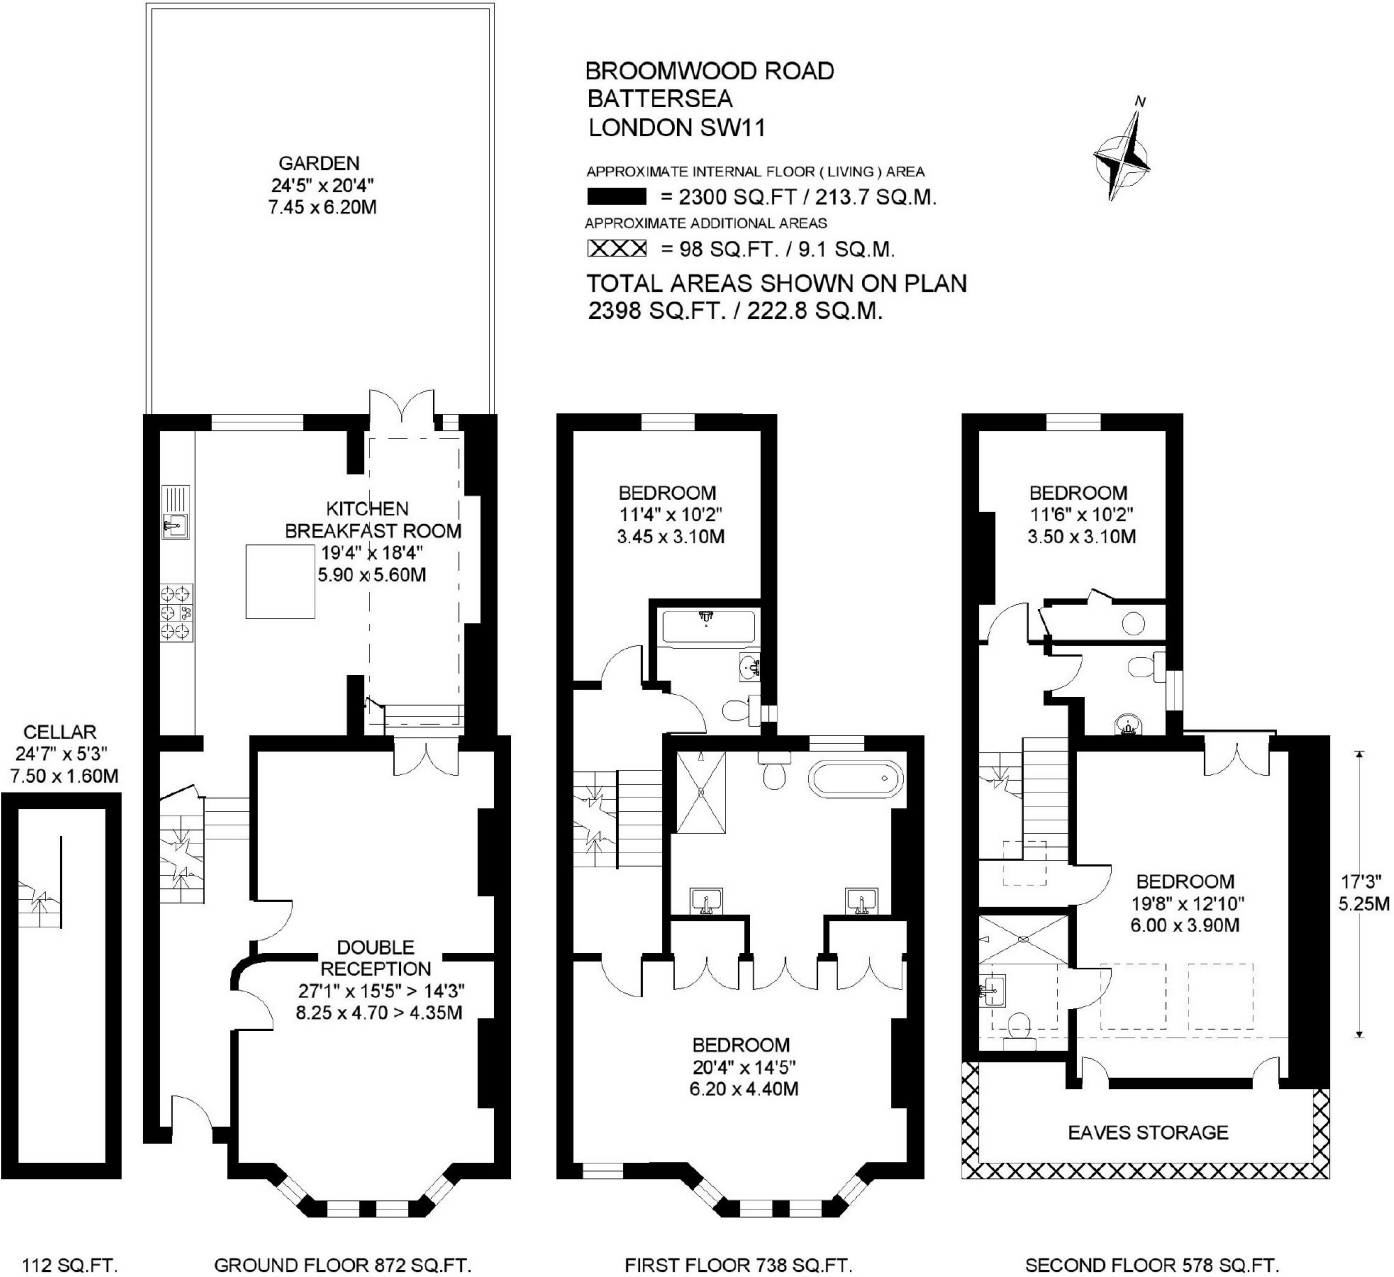 BROOMWOOD ROAD
BATTERSEA
LONDON SW11
N
APPROXIMATE INTERNAL FLOOR ( LIVING ) AREA
= 2300 SQ.FT / 213.7 SQ.M.
APPROXIMATE ADDITIONAL AREAS
= 98 SQ.FT. / 9.1 SQ.M.
TOTAL AREAS SHOWN ON PLAN
2398 SQ.FT. / 222.8 SQ.M.
GARDEN
24'5" x 20'4"
7.45 x 6.20M
KITCHEN
BREAKFAST ROOM
19'4" x 18'4"
5.90 x 5.60M
CELLAR
24'7" x 5'3"
7.50 x 1.60M
DOUBLE
RECEPTION
27'1" x 15'5" > 14'3"
8.25 x 4.70 > 4.35M
BEDROOM
11'4" x 10'2"
3.45 x 3.10M
BEDROOM
20'4" x 14'5"
6.20 x 4.40M
BEDROOM
11'6" x 10'2"
3.50 x 3.10M
BEDROOM
19'8" x 12'10"
6.00 x 3.90M
17'3"
5.25M
EAVES STORAGE
112 SQ.FT.
GROUND FLOOR 872 SQ.FT.
FIRST FLOOR 738 SQ.FT.
SECOND FLOOR 578 SQ.FT.